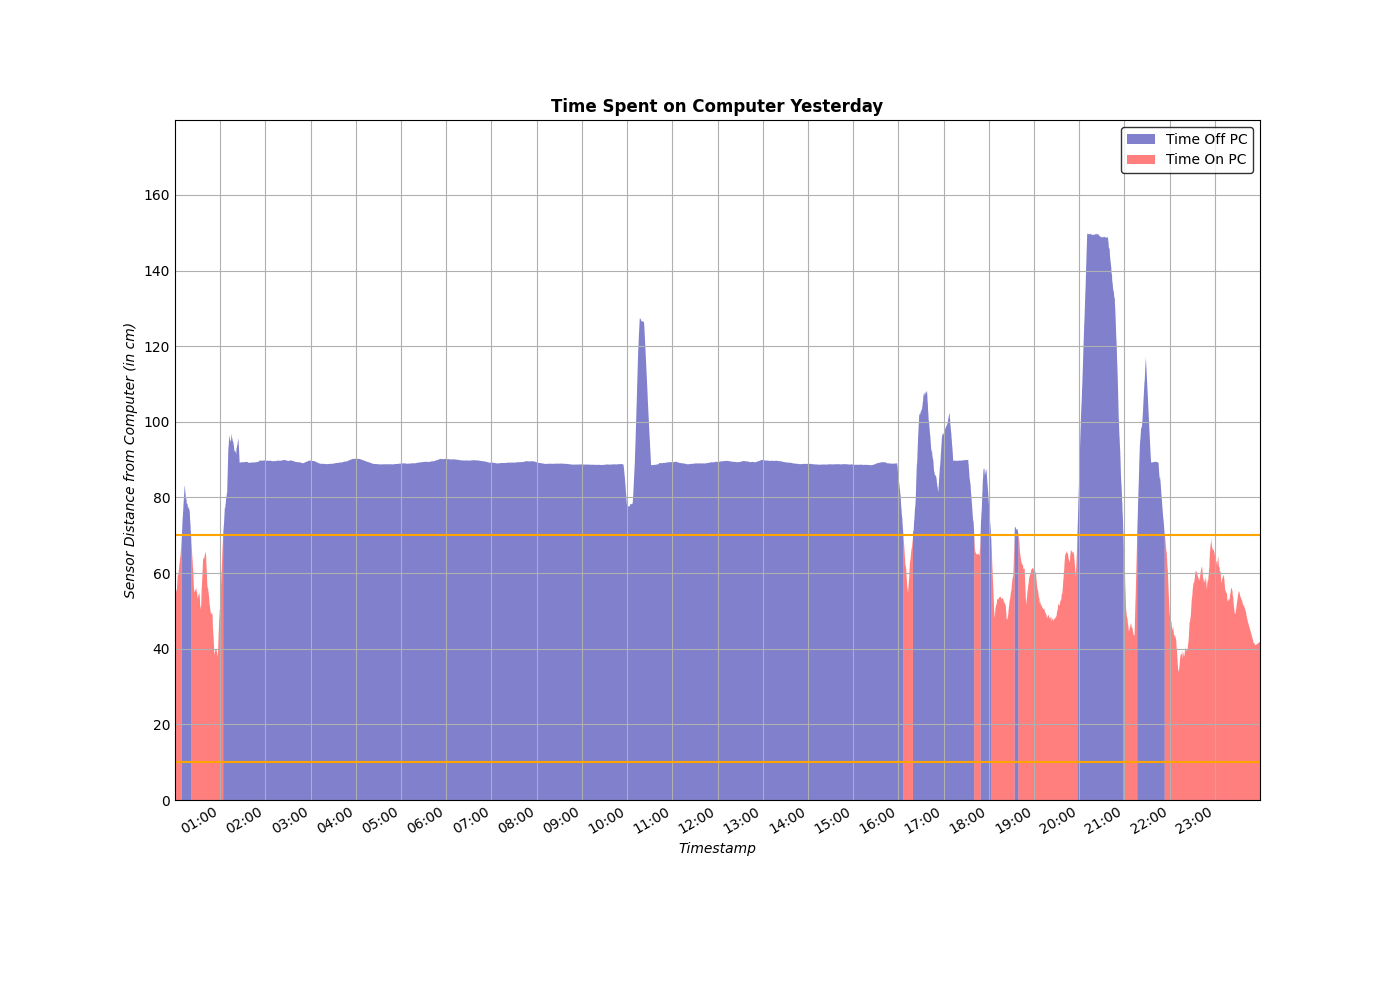 Time Spent on Computer Yesterday
Time Off PC
Time On PC
160
140
120
100
80
60
40
20
0
Sensor Distance from Computer (in cm)
01:00 02:00 03:00 04:00 05:00 06:00 07:00 08:00 09:00 10:00 11:00 12:00 13:00 14:00 15:00 16:00 17:00 18:00 19:00 20:00 21:00 22:00 23:00
Timestamp